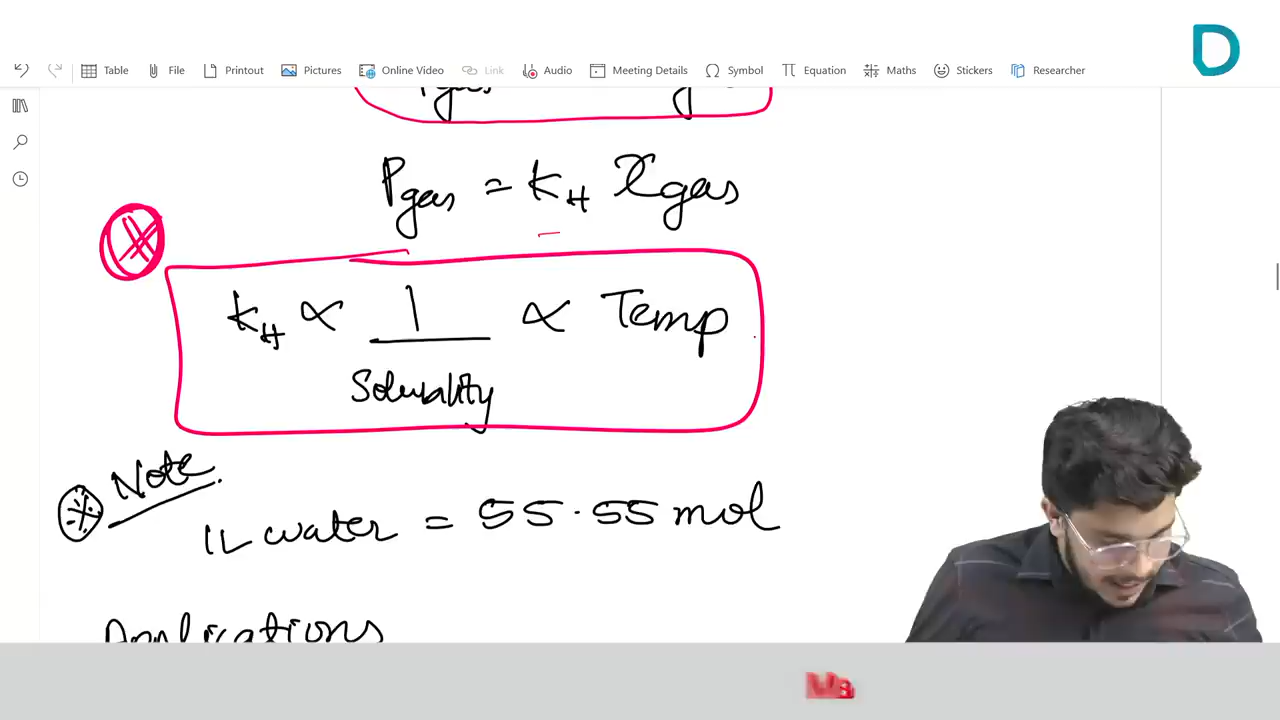 D
Table File Printout Pictures Online Video Link Audio Meeting Details Symbol Equation Maths Stickers Researcher
Pgas = KH xgas
KH ∝ 1 ∝ Temp
Solubality
Note
1L water = 55.55 mol
Applications